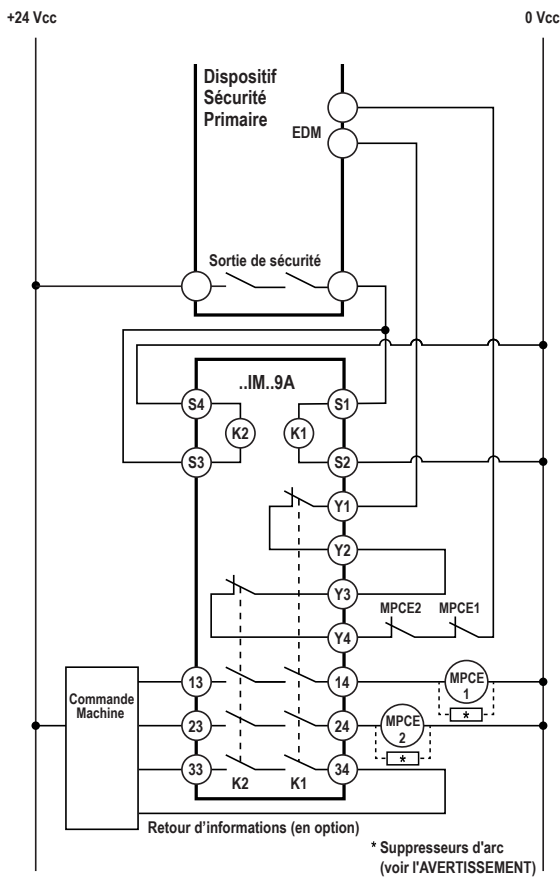 +24 Vcc
0 Vcc
Dispositif
Sécurité
Primaire
EDM
Sortie de sécurité
..IM..9A
S4
S1
K2
K1
S3
S2
Y1
Y2
Y3
MPCE2
MPCE1
Y4
13
14
MPCE
1
*
Commande
Machine
23
24
MPCE
2
*
33
34
K2
K1
Retour d'informations (en option)
* Suppresseurs d'arc
(voir l'AVERTISSEMENT)